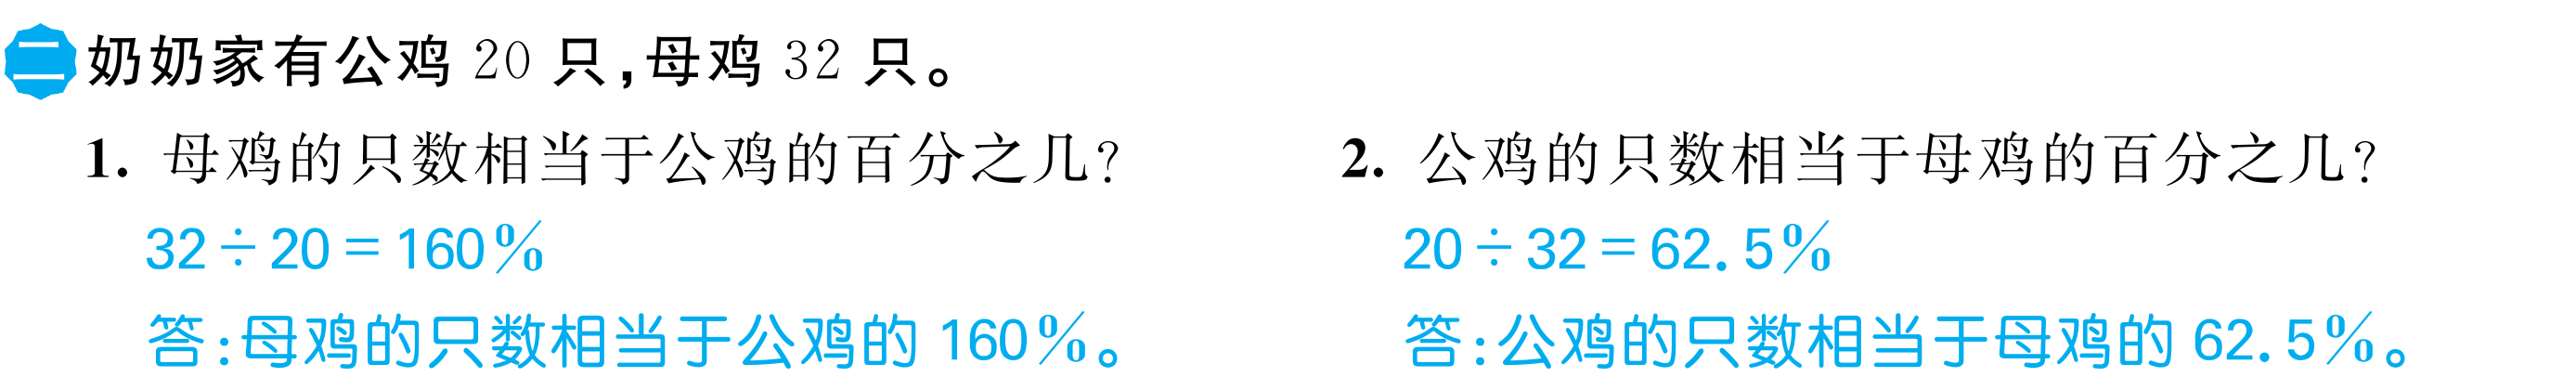 二 奶奶家有公鸡 20 只,母鸡 32 只。
1. 母鸡的只数相当于公鸡的百分之几?
32÷20=160%
答:母鸡的只数相当于公鸡的 160%。
2. 公鸡的只数相当于母鸡的百分之几?
20÷32=62.5%
答:公鸡的只数相当于母鸡的 62.5%。